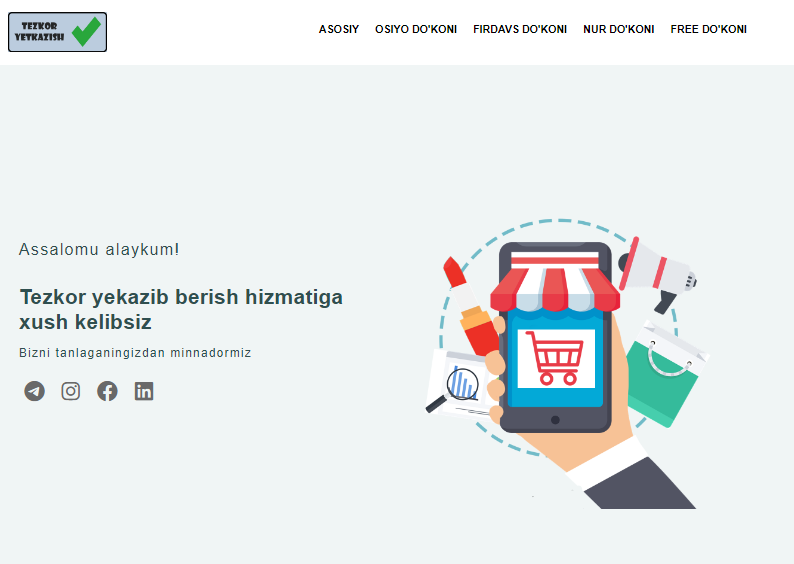 TEZKOR
YETKAZISH
ASOSIY OSIYO DO'KONI FIRDAVS DO'KONI NUR DO'KONI FREE DO'KONI
Assalomu alaykum!
Tezkor yekazib berish hizmatiga
xush kelibsiz
Bizni tanlaganingizdan minnadormiz